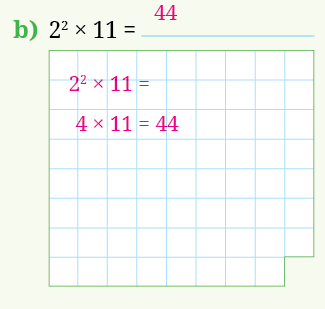 b) 2² × 11 = 44
2² × 11 =
4 × 11 = 44